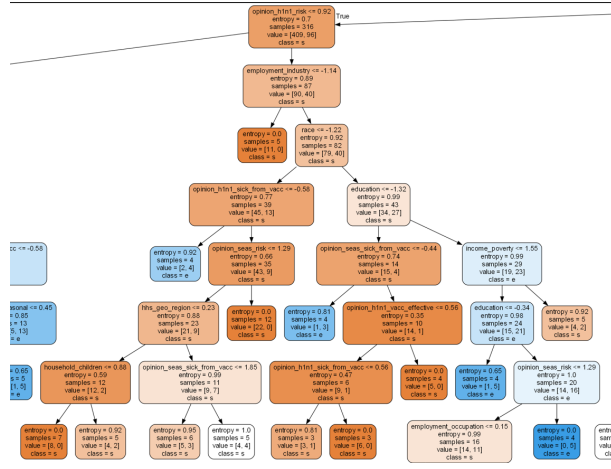 opinion_h1n1_risk <= 0.92
entropy = 0.7
samples = 316
value = [409, 96]
class = s
True
employment_industry <= -1.14
entropy = 0.89
samples = 87
value = [90, 40]
class = s
entropy = 0.0
samples = 5
value = [11, 0]
class = s
race <= -1.22
entropy = 0.92
samples = 82
value = [79, 40]
class = s
opinion_h1n1_sick_from_vacc <= -0.58
entropy = 0.77
samples = 39
value = [45, 13]
class = s
education <= -1.32
entropy = 0.99
samples = 43
value = [34, 27]
class = s
cc <= -0.58
entropy = 0.92
samples = 4
value = [2, 4]
class = e
opinion_seas_risk <= 1.29
entropy = 0.66
samples = 35
value = [43, 9]
class = s
opinion_seas_sick_from_vacc <= -0.44
entropy = 0.74
samples = 14
value = [15, 4]
class = s
income_poverty <= 1.55
entropy = 0.99
samples = 29
value = [19, 23]
class = e
asonal <= 0.45
0.85
13
5, 13]
e
hhs_geo_region <= 0.23
entropy = 0.88
samples = 23
value = [21, 9]
class = s
entropy = 0.0
samples = 12
value = [22, 0]
class = s
entropy = 0.81
samples = 4
value = [1, 3]
class = e
opinion_h1n1_vacc_effective <= 0.56
entropy = 0.35
samples = 10
value = [14, 1]
class = s
education <= -0.34
entropy = 0.98
samples = 24
value = [15, 21]
class = e
entropy = 0.92
samples = 5
value = [4, 2]
class = s
0.65
5
[1, 5]
e
household_children <= 0.88
entropy = 0.59
samples = 12
value = [12, 2]
class = s
opinion_seas_sick_from_vacc <= 1.85
entropy = 0.99
samples = 11
value = [9, 7]
class = s
opinion_h1n1_sick_from_vacc <= 0.56
entropy = 0.47
samples = 6
value = [9, 1]
class = s
entropy = 0.0
samples = 4
value = [5, 0]
class = s
entropy = 0.65
samples = 4
value = [1, 5]
class = e
opinion_seas_risk <= 1.29
entropy = 1.0
samples = 20
value = [14, 16]
class = e
entropy = 0.0
samples = 7
value = [8, 0]
class = s
entropy = 0.92
samples = 5
value = [4, 2]
class = s
entropy = 0.95
samples = 6
value = [5, 3]
class = s
entropy = 1.0
samples = 5
value = [4, 4]
class = s
entropy = 0.81
samples = 3
value = [3, 1]
class = s
entropy = 0.0
samples = 3
value = [6, 0]
class = s
employment_occupation <= 0.15
entropy = 0.99
samples = 16
value = [14, 11]
class = s
entropy = 0.0
samples = 4
value = [0, 5]
class = e